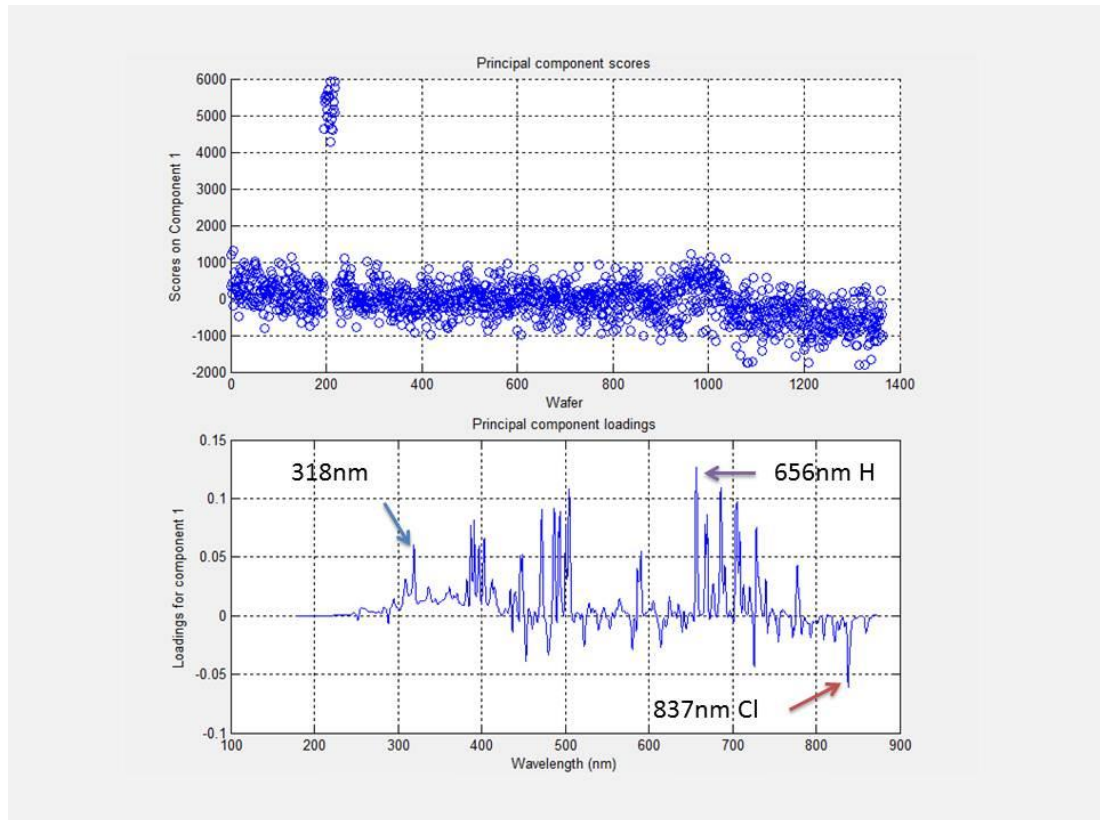 Principal component scores
6000
5000
4000
3000
2000
1000
0
-1000
-2000
Scores on Component 1
0 200 400 600 800 1000 1200 1400
Wafer
Principal component loadings
0.15
0.1
0.05
0
-0.05
-0.1
Loadings for component 1
318nm
656nm H
837nm Cl
100 200 300 400 500 600 700 800 900
Wavelength (nm)